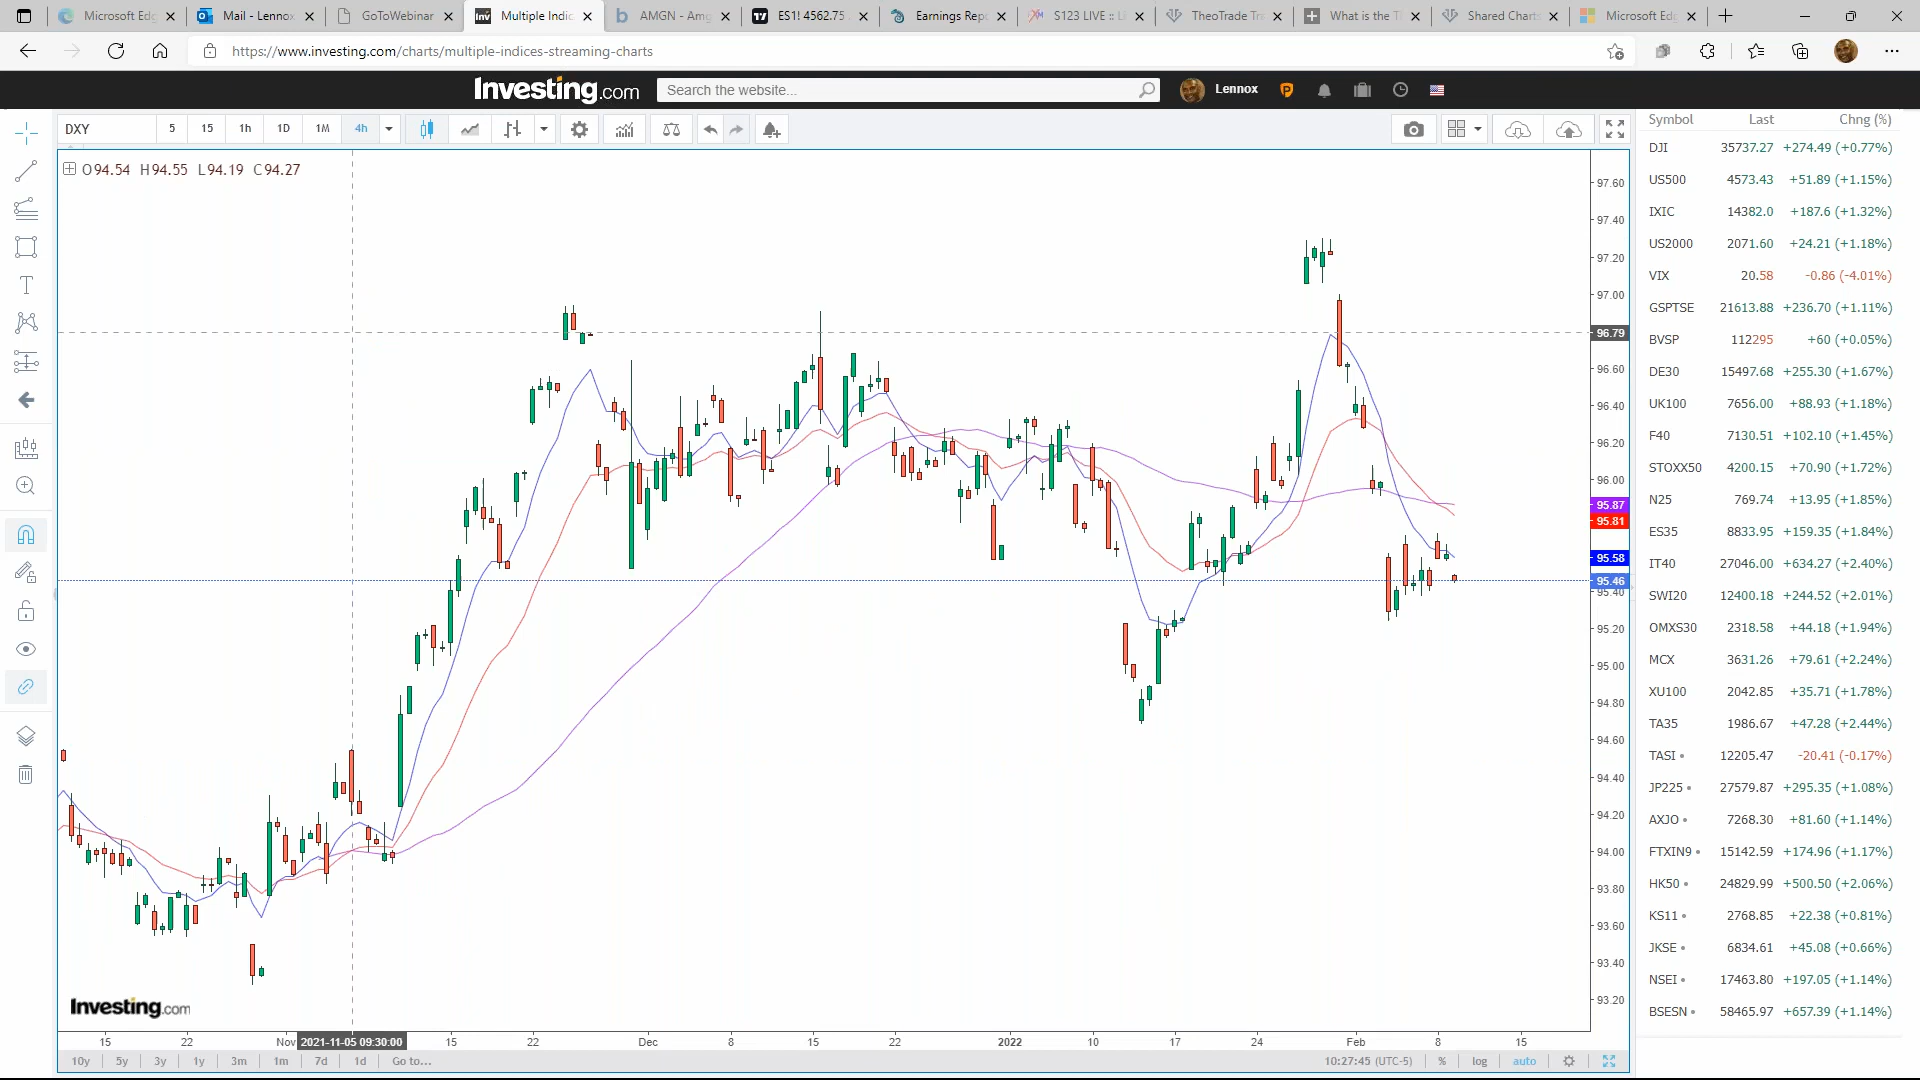 Microsoft Edg
Mail - Lennox
GoToWebinar
Multiple Indic
AMGN - Amg
ES1! 4562.75
Earnings Rep
S123 LIVE :: L
TheoTrade Tr
What is the T
Shared Charts
Microsoft Edg
https://www.investing.com/charts/multiple-indices-streaming-charts
Investing.com
Search the website...
Lennox
DXY 5 15 1h 1D 1M 4h
Symbol Last Chng (%)
O94.54 H94.55 L94.19 C94.27
DJI 35737.27 +274.49 (+0.77%)
US500 4573.43 +51.89 (+1.15%)
IXIC 14382.0 +187.6 (+1.32%)
US2000 2071.60 +24.21 (+1.18%)
VIX 20.58 -0.86 (-4.01%)
GSPTSE 21613.88 +236.70 (+1.11%)
BVSP 112295 +60 (+0.05%)
DE30 15497.68 +255.30 (+1.67%)
UK100 7656.00 +88.93 (+1.18%)
F40 7130.51 +102.10 (+1.45%)
STOXX50 4200.15 +70.90 (+1.72%)
N25 769.74 +13.95 (+1.85%)
ES35 8833.95 +159.35 (+1.84%)
IT40 27046.00 +634.27 (+2.40%)
SWI20 12400.18 +244.52 (+2.01%)
OMXS30 2318.58 +44.18 (+1.94%)
MCX 3631.26 +79.61 (+2.24%)
XU100 2042.85 +35.71 (+1.78%)
TA35 1986.67 +47.28 (+2.44%)
TASI 12205.47 -20.41 (-0.17%)
JP225 27579.87 +295.35 (+1.08%)
AXJO 7268.30 +81.60 (+1.14%)
FTXIN9 15142.59 +174.96 (+1.17%)
HK50 24829.99 +500.50 (+2.06%)
KS11 2768.85 +22.38 (+0.81%)
JKSE 6834.61 +45.08 (+0.66%)
NSEI 17463.80 +197.05 (+1.14%)
BSESN 58465.97 +657.39 (+1.14%)
97.60
97.40
97.20
97.00
96.79
96.60
96.40
96.20
96.00
95.87
95.81
95.58
95.46
95.40
95.20
95.00
94.80
94.60
94.40
94.20
94.00
93.80
93.60
93.40
93.20
Investing.com
15 22 Nov 2021-11-05 09:30:00 15 22 Dec 8 15 22 2022 10 17 24 Feb 8 15
10y 5y 3y 1y 3m 1m 7d 1d Go to... 10:27:45 (UTC-5) % log auto